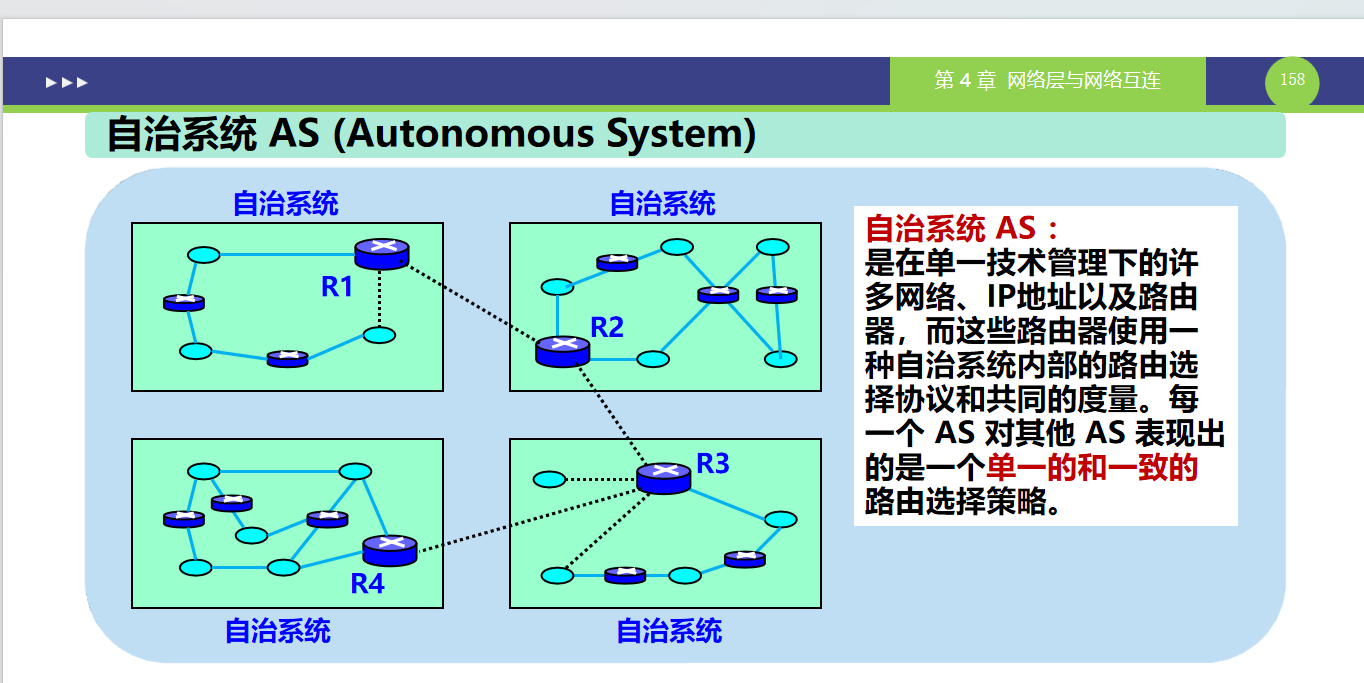 第 4 章 网络层与网络互连
158
自治系统 AS (Autonomous System)
自治系统
自治系统
R1
R2
R3
R4
自治系统
自治系统
自治系统 AS：
是在单一技术管理下的许
多网络、IP地址以及路由
器，而这些路由器使用一
种自治系统内部的路由选
择协议和共同的度量。每
一个 AS 对其他 AS 表现出
的是一个单一的和一致的
路由选择策略。